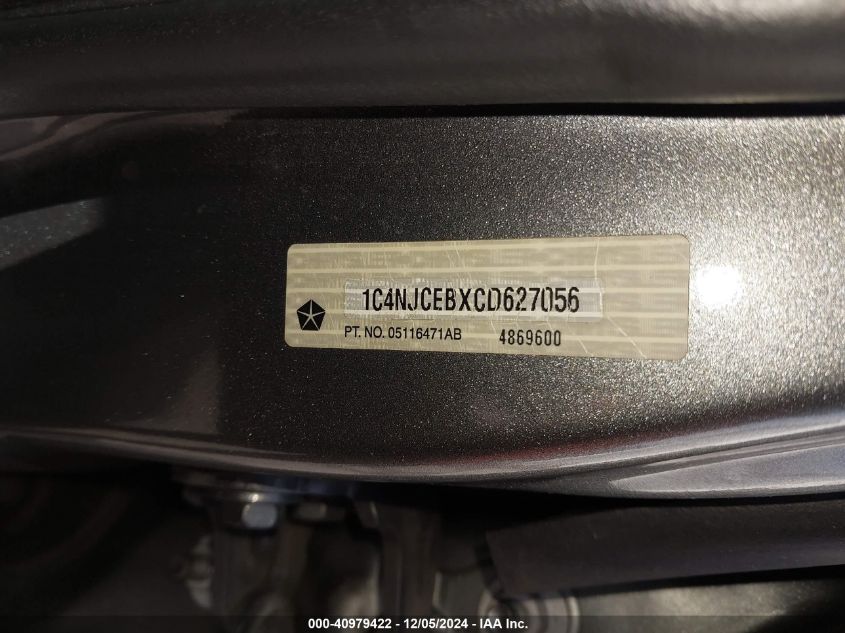 1C4NJCEBXCD627056
PT. NO. 05116471AB 4869600
000-40979422 - 12/05/2024 - IAA Inc.